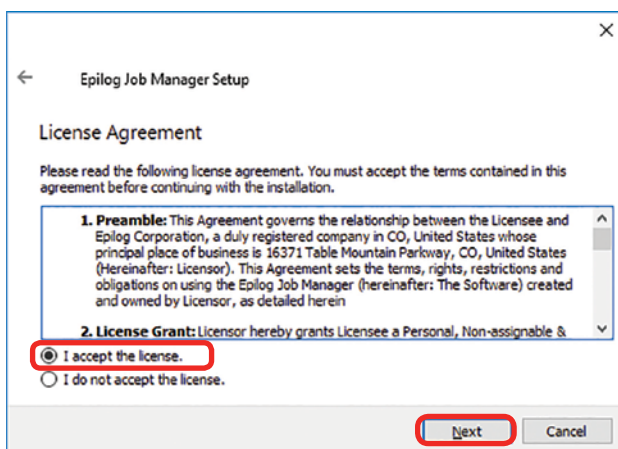 Epilog Job Manager Setup
License Agreement
Please read the following license agreement. You must accept the terms contained in this
agreement before continuing with the installation.
1. Preamble: This Agreement governs the relationship between the Licensee and
Epilog Corporation, a duly registered company in CO, United States whose
principal place of business is 16371 Table Mountain Parkway, CO, United States
(Hereinafter: Licensor). This Agreement sets the terms, rights, restrictions and
obligations on using the Epilog Job Manager (hereinafter: The Software) created
and owned by Licensor, as detailed herein
2. License Grant: Licensor hereby grants Licensee a Personal, Non-assignable &
I accept the license.
I do not accept the license.
Next Cancel